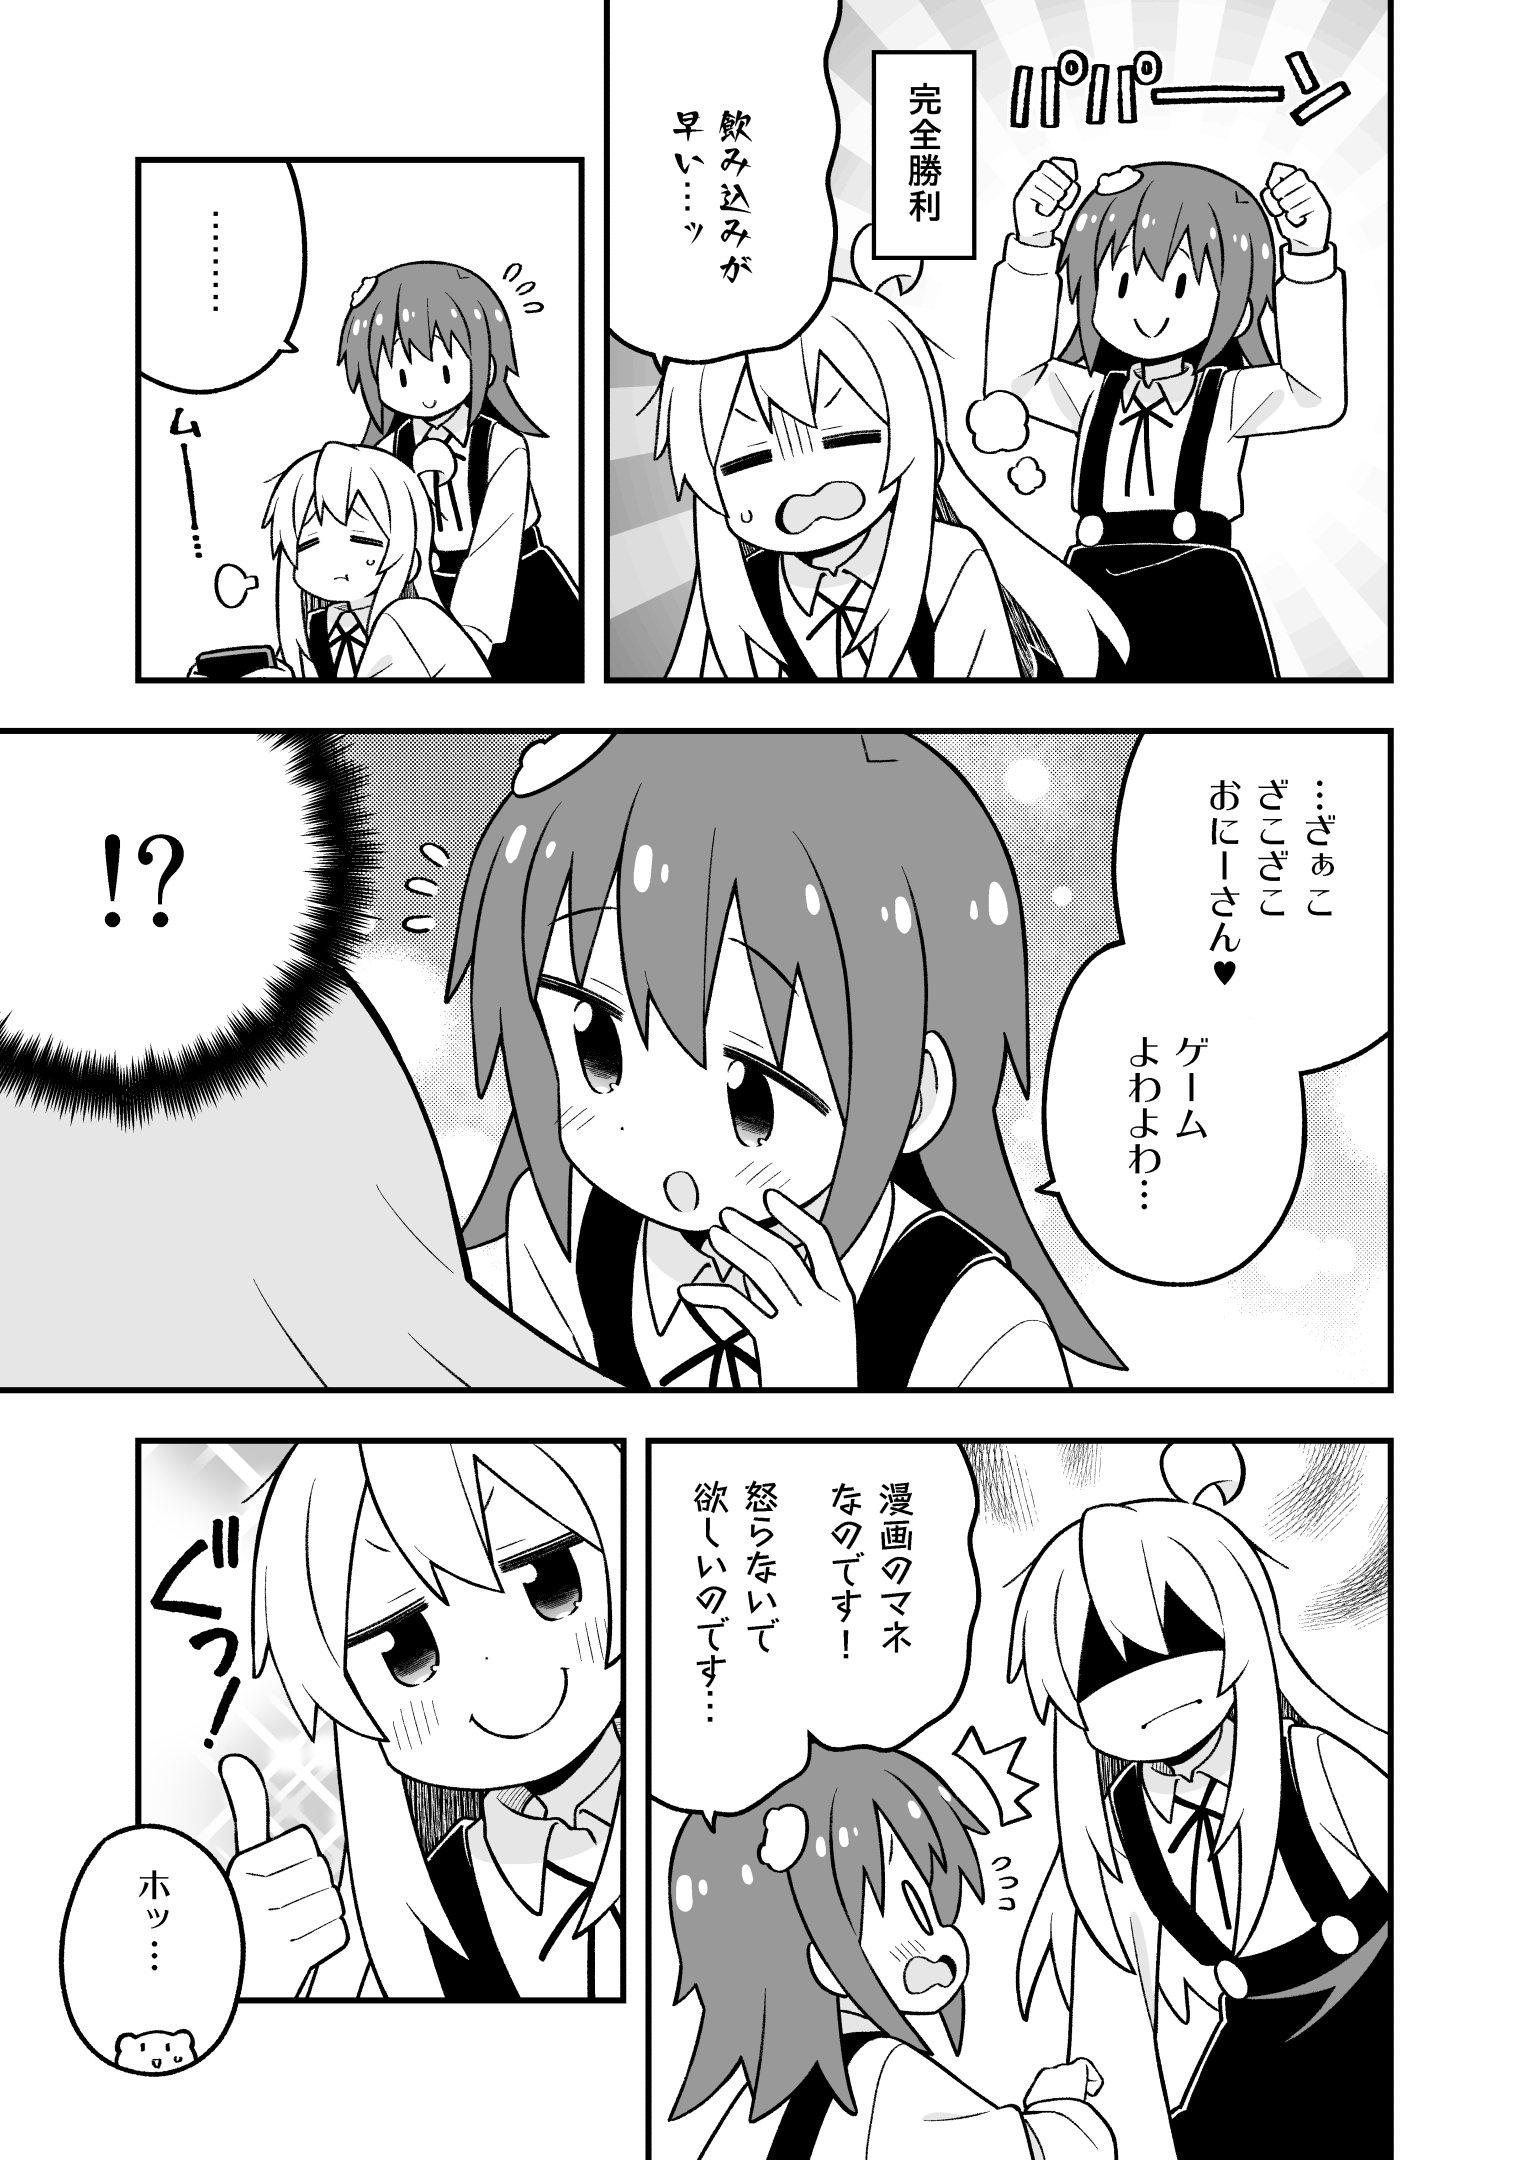 パパーン
完全勝利
飲み込みが
早い…ッ
………
ムー…
…ざぁこ
ざこざこ
おにーさん♥
ゲーム
よわよわ…
!?
漫画のマネ
なのです!
怒らないで
欲しいのです…
ぐっ!
ホッ…